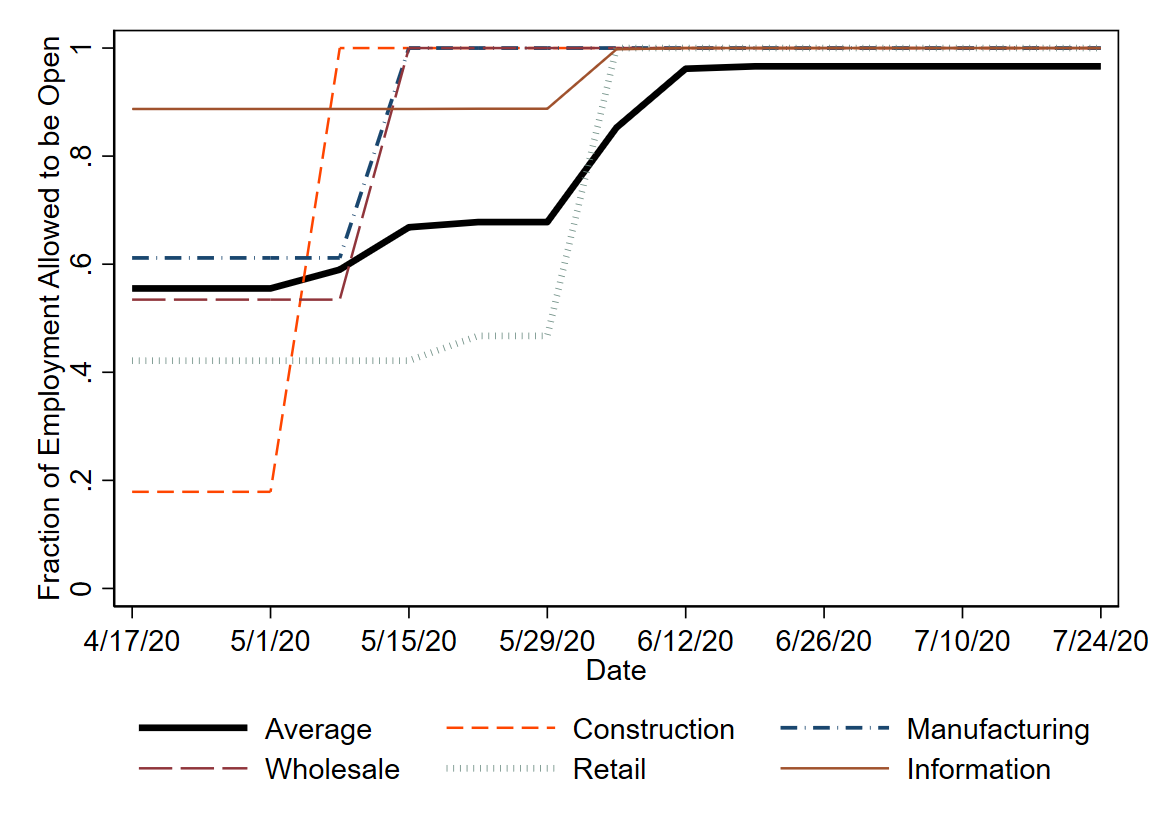 Fraction of Employment Allowed to be Open
1
.8
.6
.4
.2
0
4/17/20 5/1/20 5/15/20 5/29/20 6/12/20 6/26/20 7/10/20 7/24/20
Date
Average Construction Manufacturing
Wholesale Retail Information